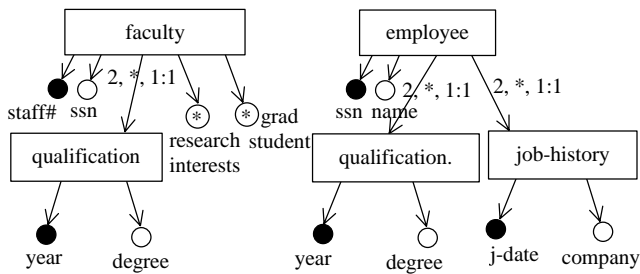 faculty
employee
2, *, 1:1
staff#
ssn
*
research
interests
*
grad
student
ssn
name
2, *, 1:1
2, *, 1:1
qualification
qualification.
job-history
year
degree
year
degree
j-date
company